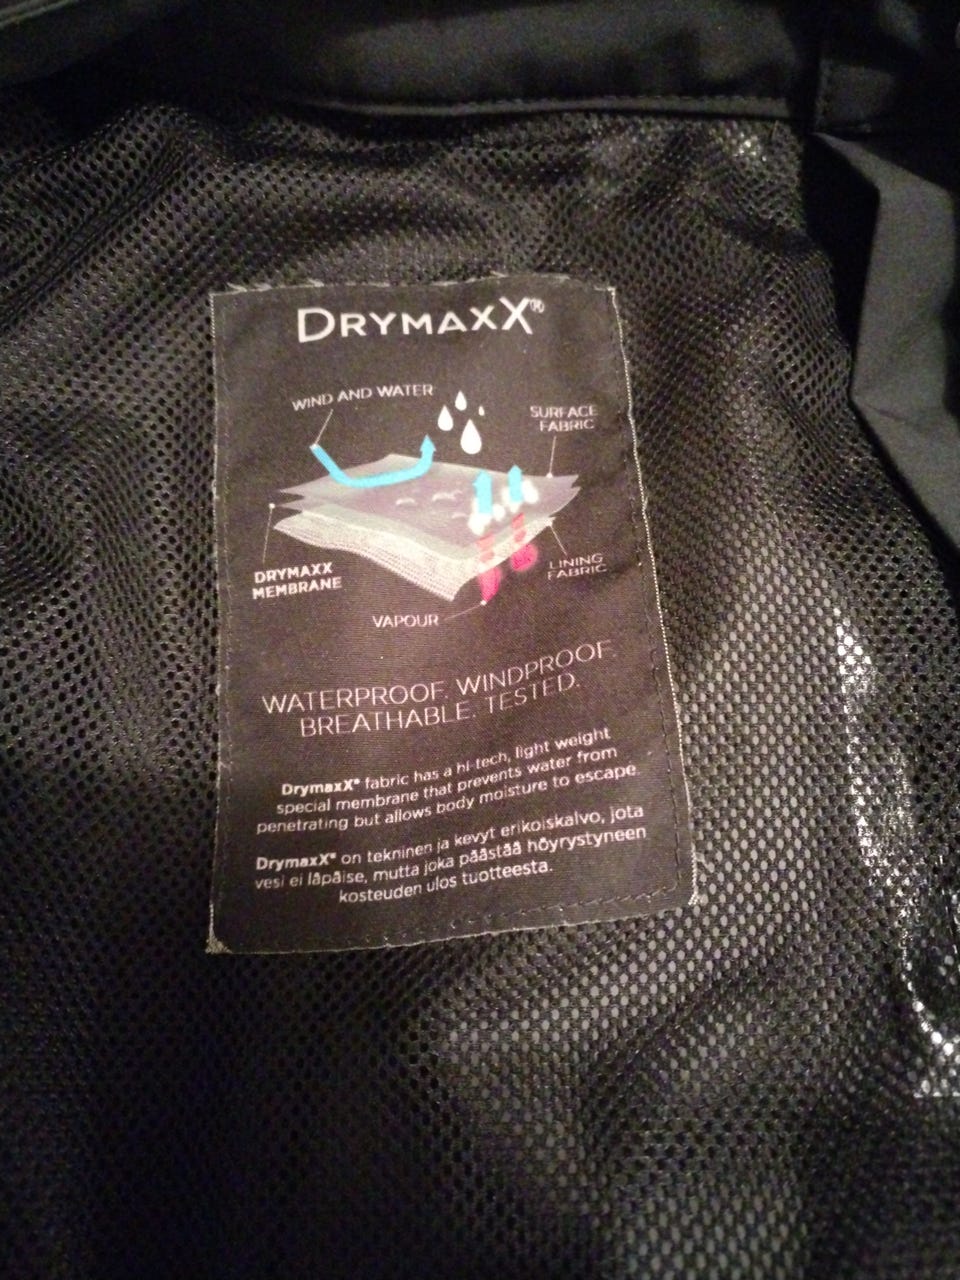 DRYMAXX®
WIND AND WATER
SURFACE
FABRIC
DRYMAXX
MEMBRANE
LINING
FABRIC
VAPOUR
WATERPROOF. WINDPROOF.
BREATHABLE. TESTED.
DrymaxX® fabric has a hi-tech, light weight
special membrane that prevents water from
penetrating but allows body moisture to escape.
DrymaxX® on tekninen ja kevyt erikoiskalvo, jota
vesi ei läpäise, mutta joka päästää höyrystyneen
kosteuden ulos tuotteesta.